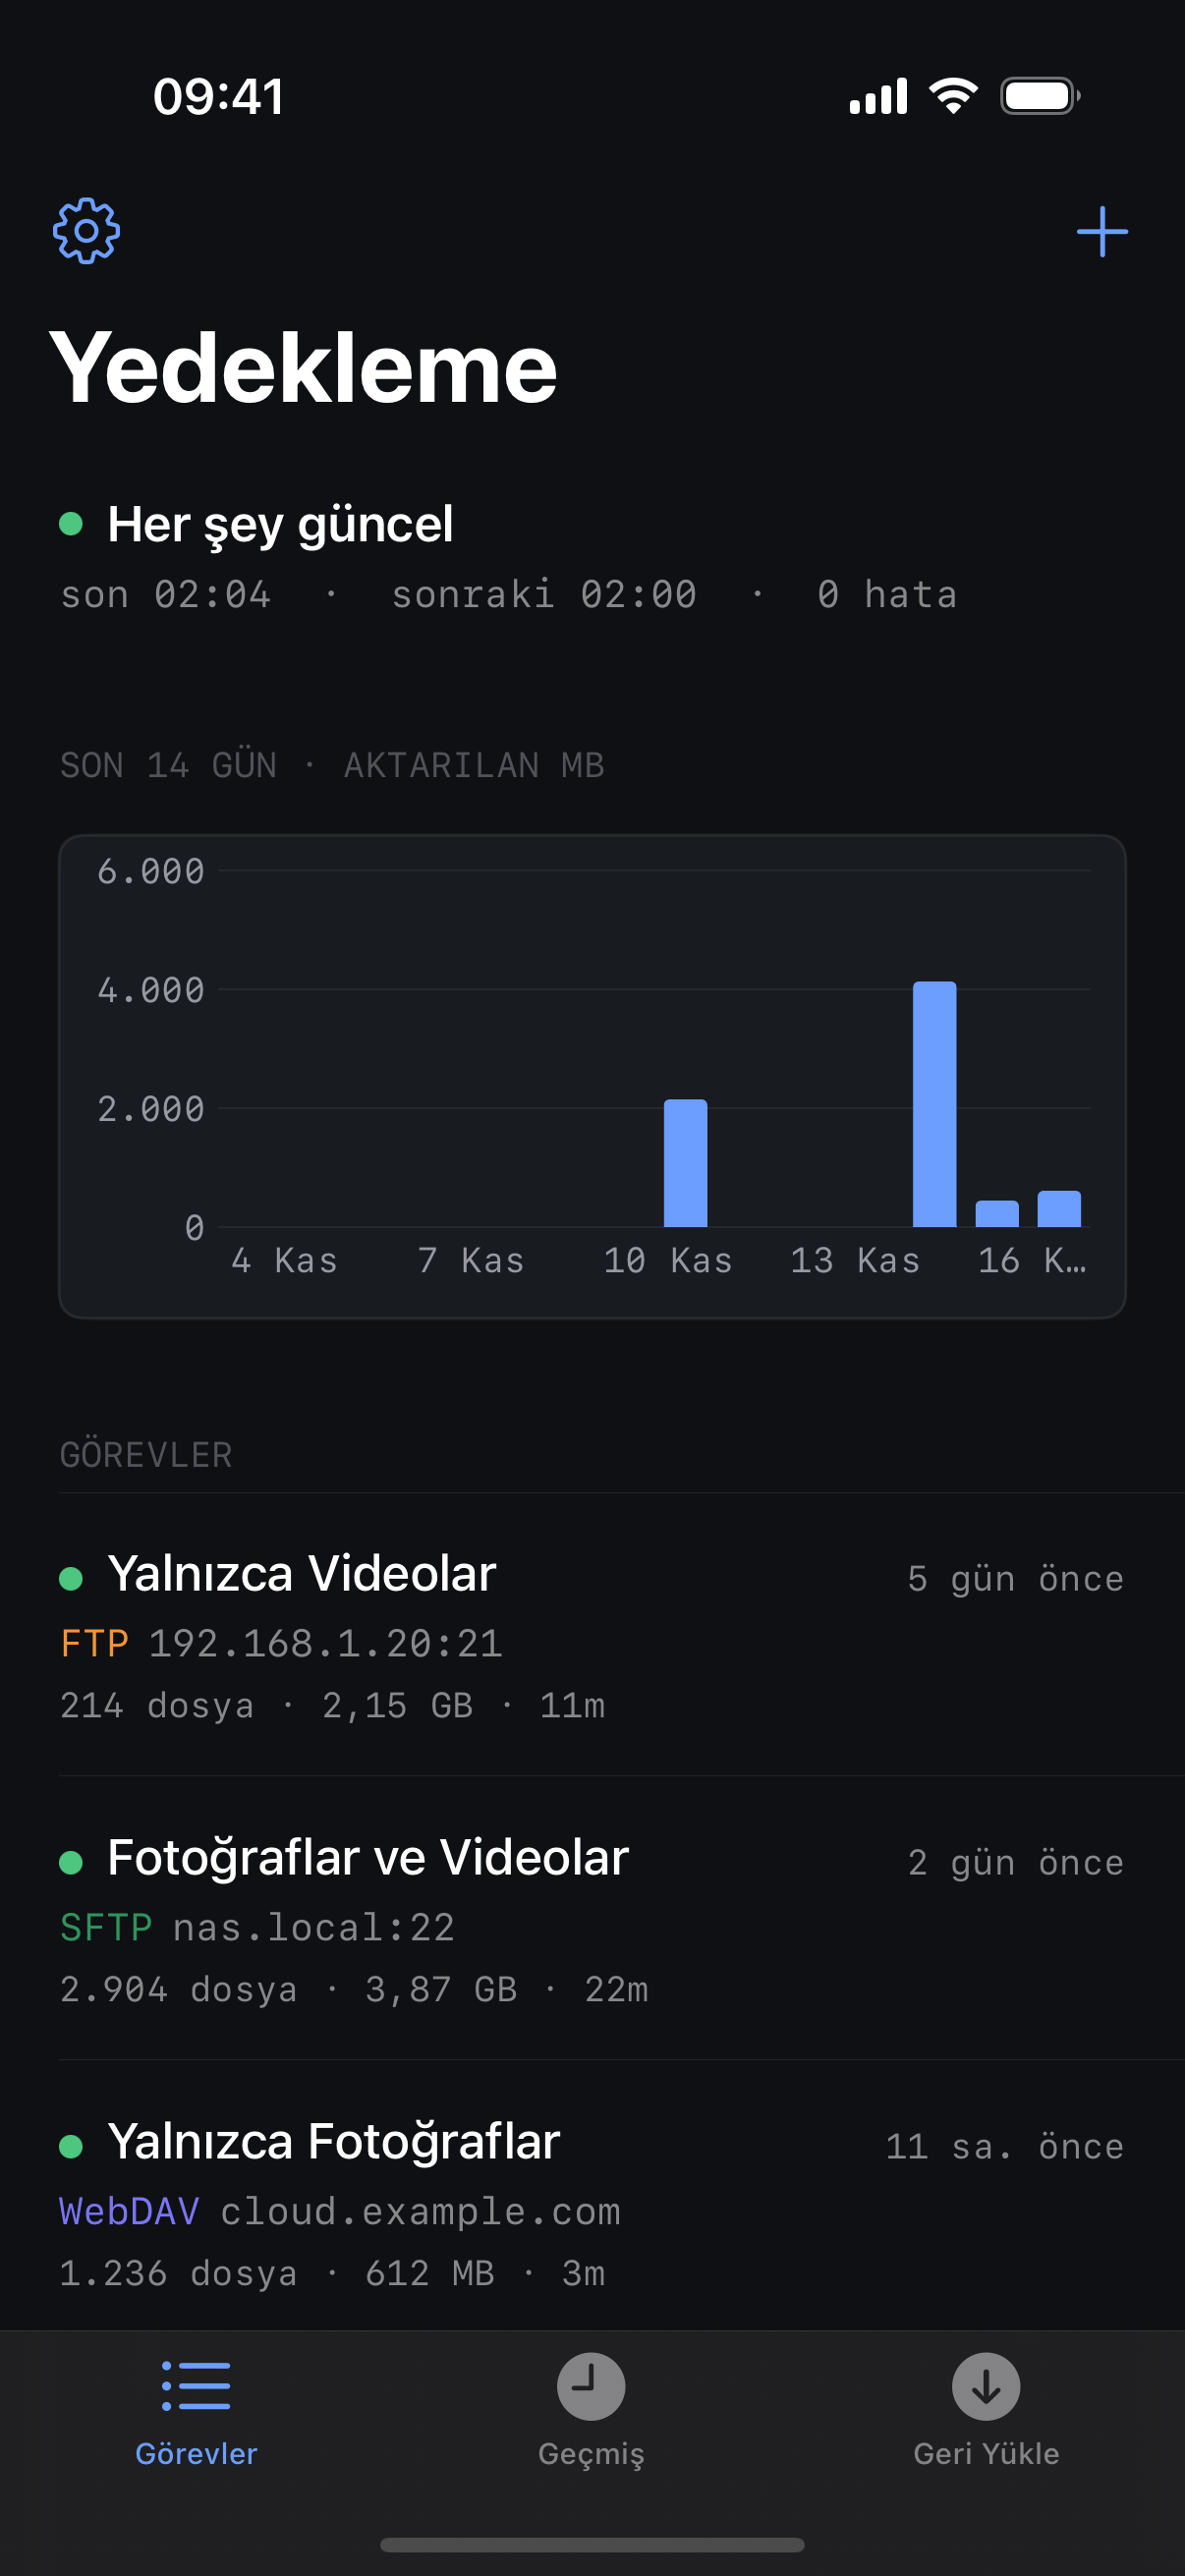 09:41
Yedekleme
Her şey güncel
son 02:04 · sonraki 02:00 · 0 hata
SON 14 GÜN · AKTARILAN MB
6.000
4.000
2.000
0
4 Kas 7 Kas 10 Kas 13 Kas 16 K…
GÖREVLER
Yalnızca Videolar 5 gün önce
FTP 192.168.1.20:21
214 dosya · 2,15 GB · 11m
Fotoğraflar ve Videolar 2 gün önce
SFTP nas.local:22
2.904 dosya · 3,87 GB · 22m
Yalnızca Fotoğraflar 11 sa. önce
WebDAV cloud.example.com
1.236 dosya · 612 MB · 3m
Görevler Geçmiş Geri Yükle